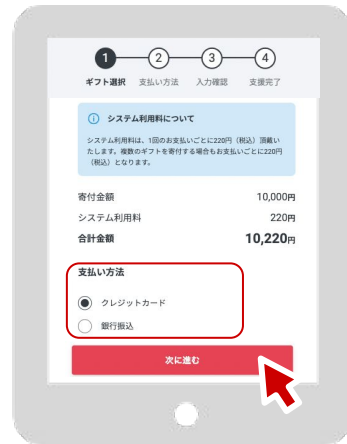 1 2 3 4
ギフト選択 支払い方法 入力確認 支援完了
システム利用料について
システム利用料は、1回のお支払いごとに220円（税込）頂戴い
たします。複数のギフトを寄付する場合もお支払いごとに220円
（税込）となります。
寄付金額 10,000円
システム利用料 220円
合計金額 10,220円
支払い方法
クレジットカード
銀行振込
次に進む